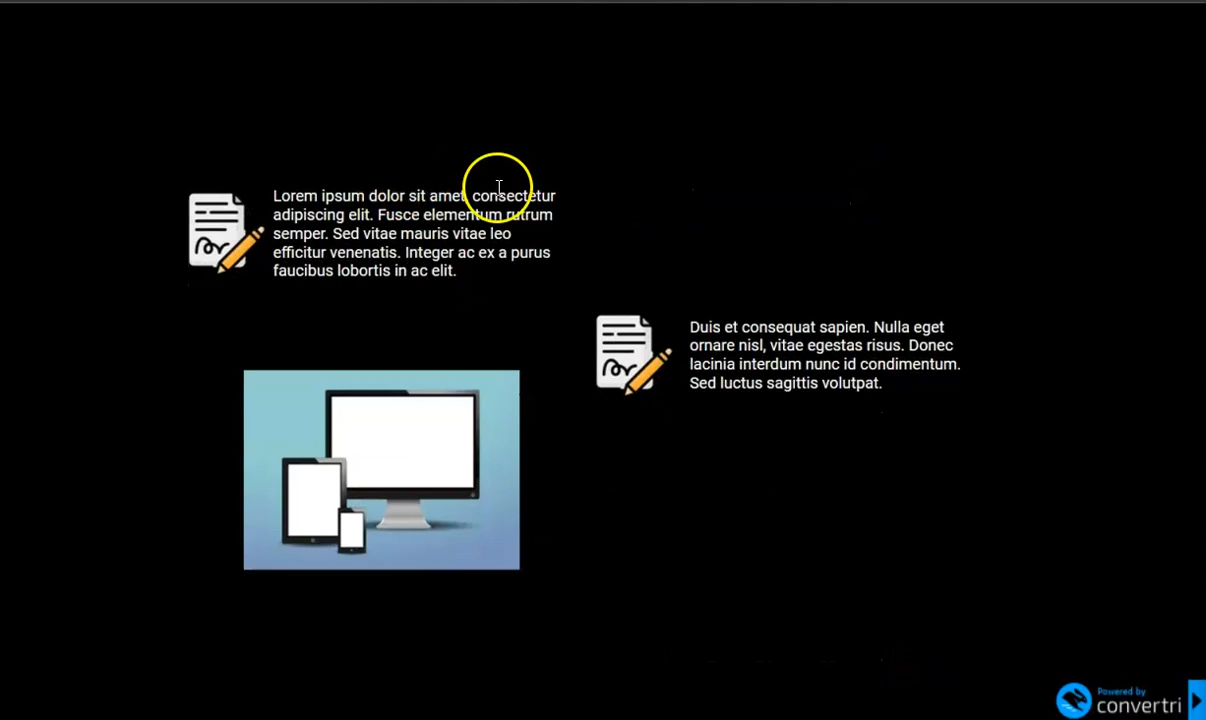 Lorem ipsum dolor sit amet, consectetur
adipiscing elit. Fusce elementum rutrum
semper. Sed vitae mauris vitae leo
efficitur venenatis. Integer ac ex a purus
faucibus lobortis in ac elit.
Duis et consequat sapien. Nulla eget
ornare nisl, vitae egestas risus. Donec
lacinia interdum nunc id condimentum.
Sed luctus sagittis volutpat.
Powered by
convertri